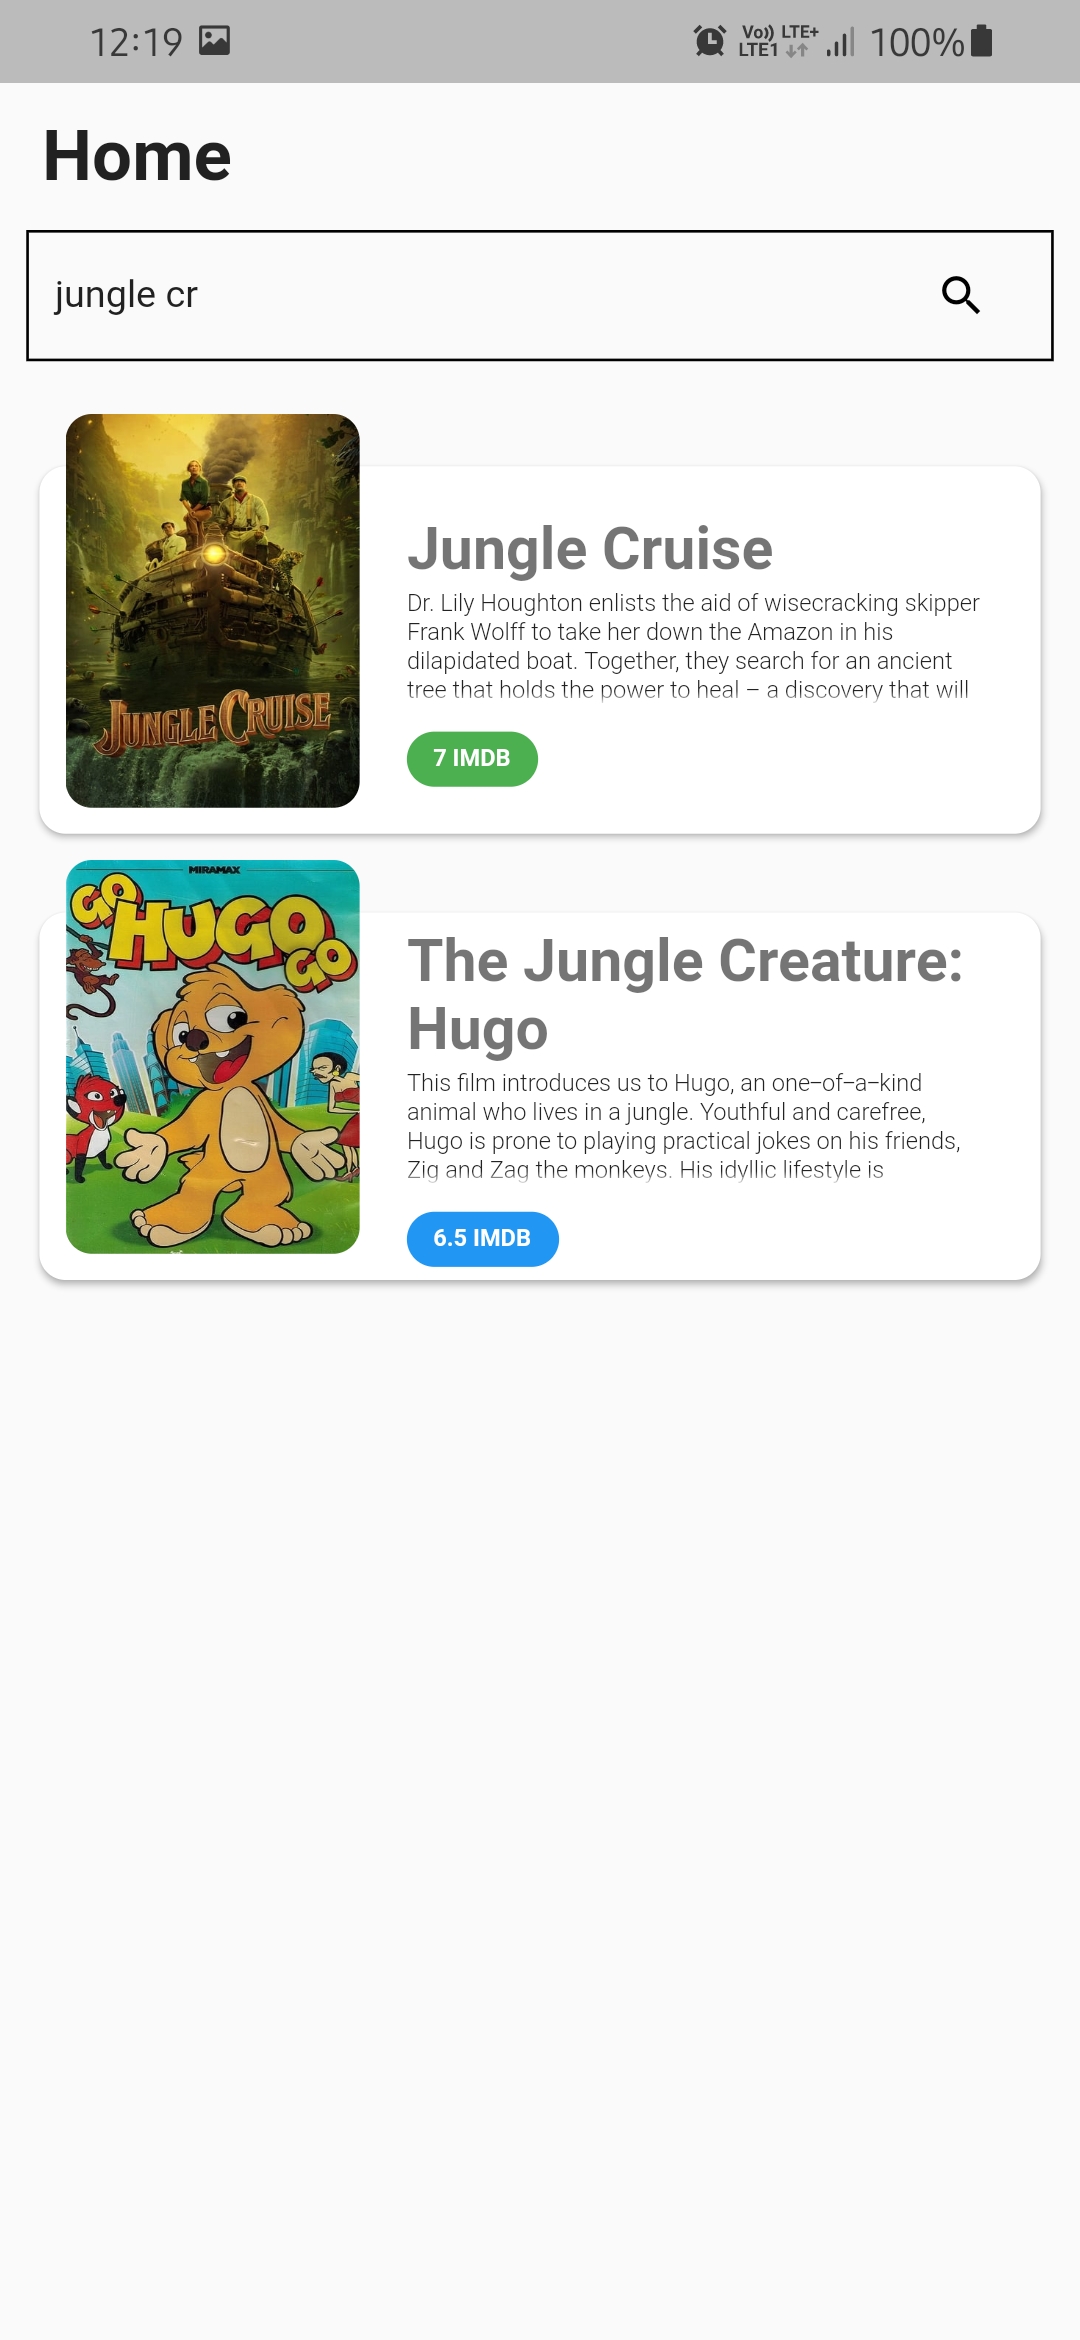 12:19
Vo)) LTE+
LTE1
100%
Home
jungle cr
JUNGLE CRUISE
Jungle Cruise
Dr. Lily Houghton enlists the aid of wisecracking skipper
Frank Wolff to take her down the Amazon in his
dilapidated boat. Together, they search for an ancient
tree that holds the power to heal – a discovery that will
7 IMDB
MIRAMAX
GO
HUGO
GO
The Jungle Creature:
Hugo
This film introduces us to Hugo, an one-of-a-kind
animal who lives in a jungle. Youthful and carefree,
Hugo is prone to playing practical jokes on his friends,
Zig and Zag the monkeys. His idyllic lifestyle is
6.5 IMDB